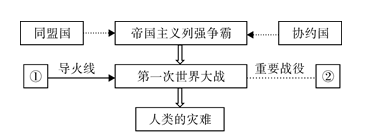 同盟国 帝国主义列强争霸 协约国
① 导火线 第一次世界大战 重要战役 ②
人类的灾难